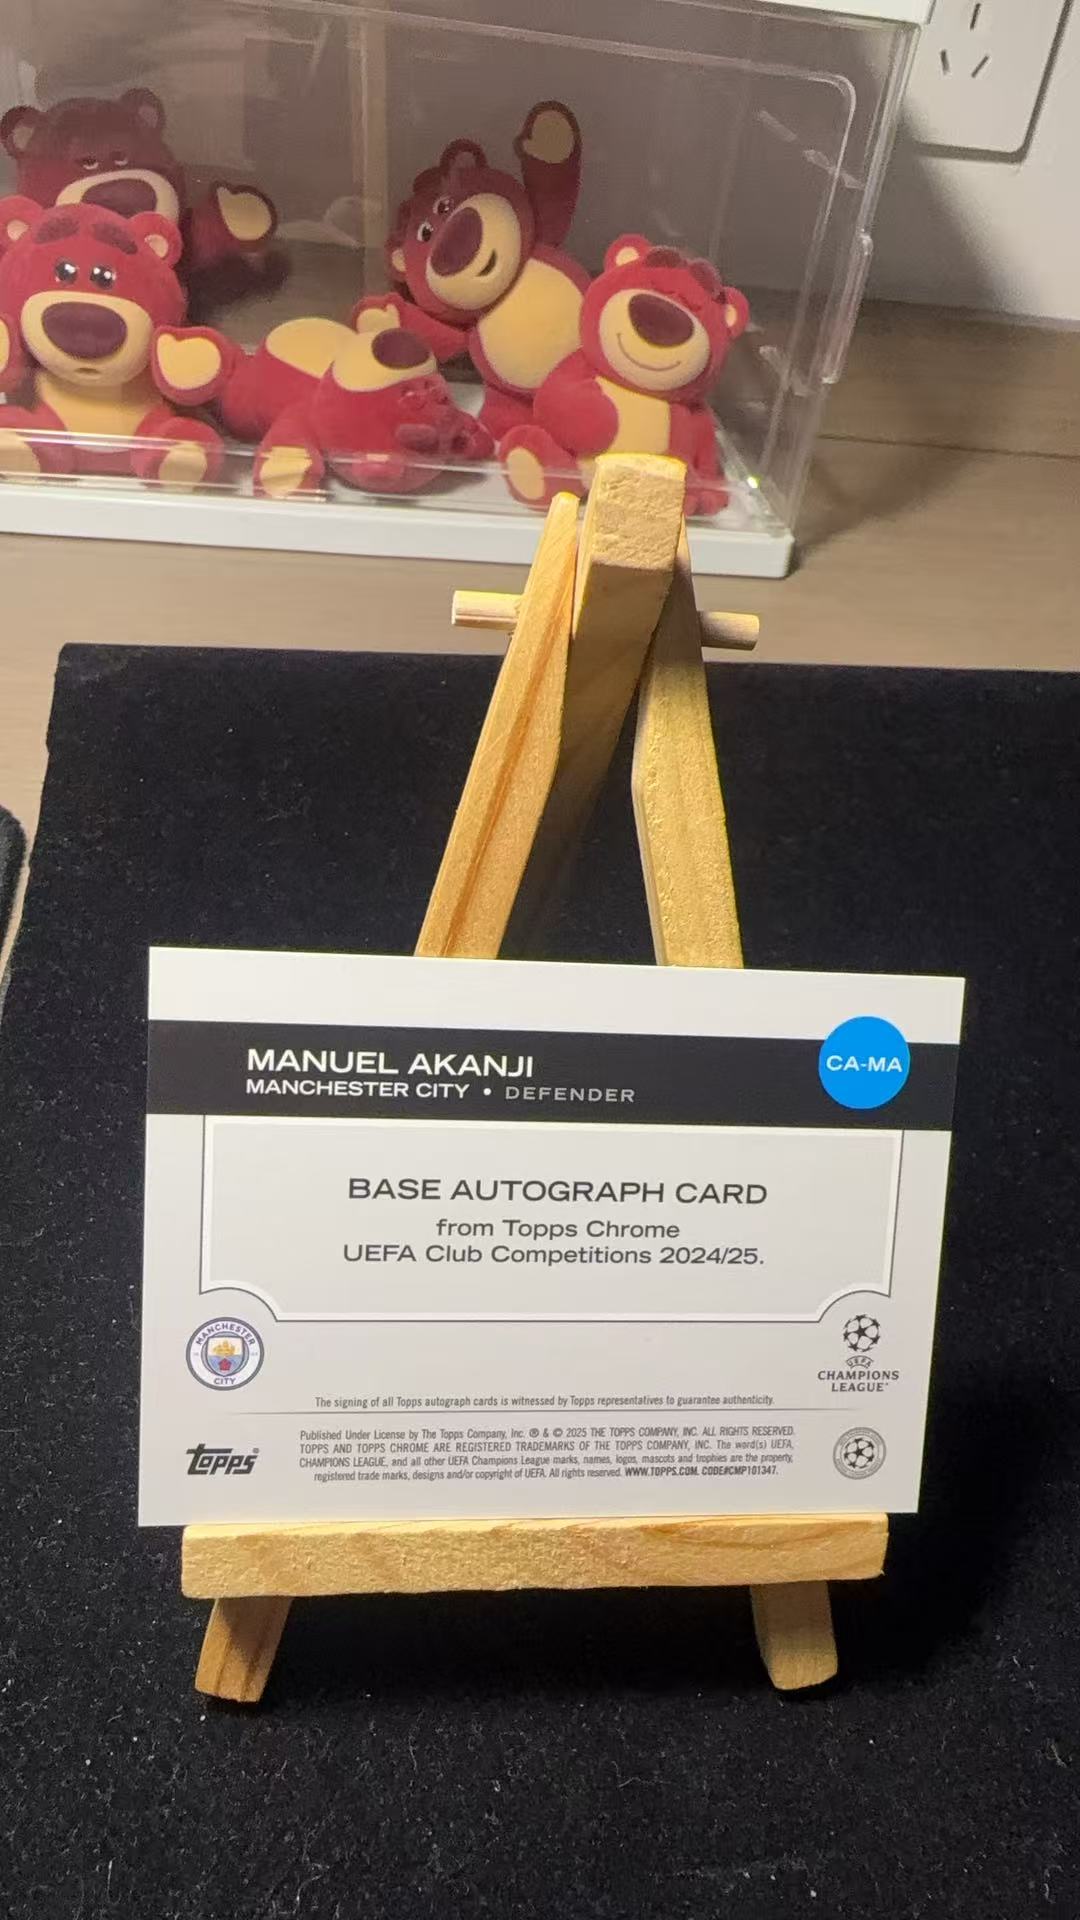 MANUEL AKANJI
MANCHESTER CITY • DEFENDER
CA-MA
BASE AUTOGRAPH CARD
from Topps Chrome
UEFA Club Competitions 2024/25.
MANCHESTER
CITY
UEFA
CHAMPIONS
LEAGUE
The signing of all Topps autograph cards is witnessed by Topps representatives to guarantee authenticity.
topps®
Published Under License by The Topps Company, Inc. ® & © 2025 THE TOPPS COMPANY, INC. ALL RIGHTS RESERVED.
TOPPS AND TOPPS CHROME ARE REGISTERED TRADEMARKS OF THE TOPPS COMPANY, INC. The word(s) UEFA,
CHAMPIONS LEAGUE, and all other UEFA Champions League marks, names, logos, mascots and trophies are the property,
registered trade marks, designs and/or copyright of UEFA. All rights reserved. WWW.TOPPS.COM. CODE#CMP101347.